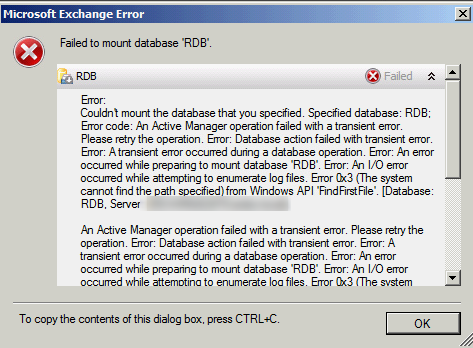 Microsoft Exchange Error
Failed to mount database 'RDB'.
RDB
Failed
Error:
Couldn't mount the database that you specified. Specified database: RDB;
Error code: An Active Manager operation failed with a transient error.
Please retry the operation. Error: Database action failed with transient
error. Error: A transient error occurred during a database operation. Error: An error
occurred while preparing to mount database 'RDB'. Error: An I/O error
occurred while attempting to enumerate log files. Error 0x3 (The system
cannot find the path specified) from Windows API 'FindFirstFile'. [Database:
RDB, Server
An Active Manager operation failed with a transient error. Please retry the
operation. Error: Database action failed with transient error. Error: A
transient error occurred during a database operation. Error: An error
occurred while preparing to mount database 'RDB'. Error: An I/O error
occurred while attempting to enumerate log files. Error 0x3 (The system
To copy the contents of this dialog box, press CTRL+C.
OK